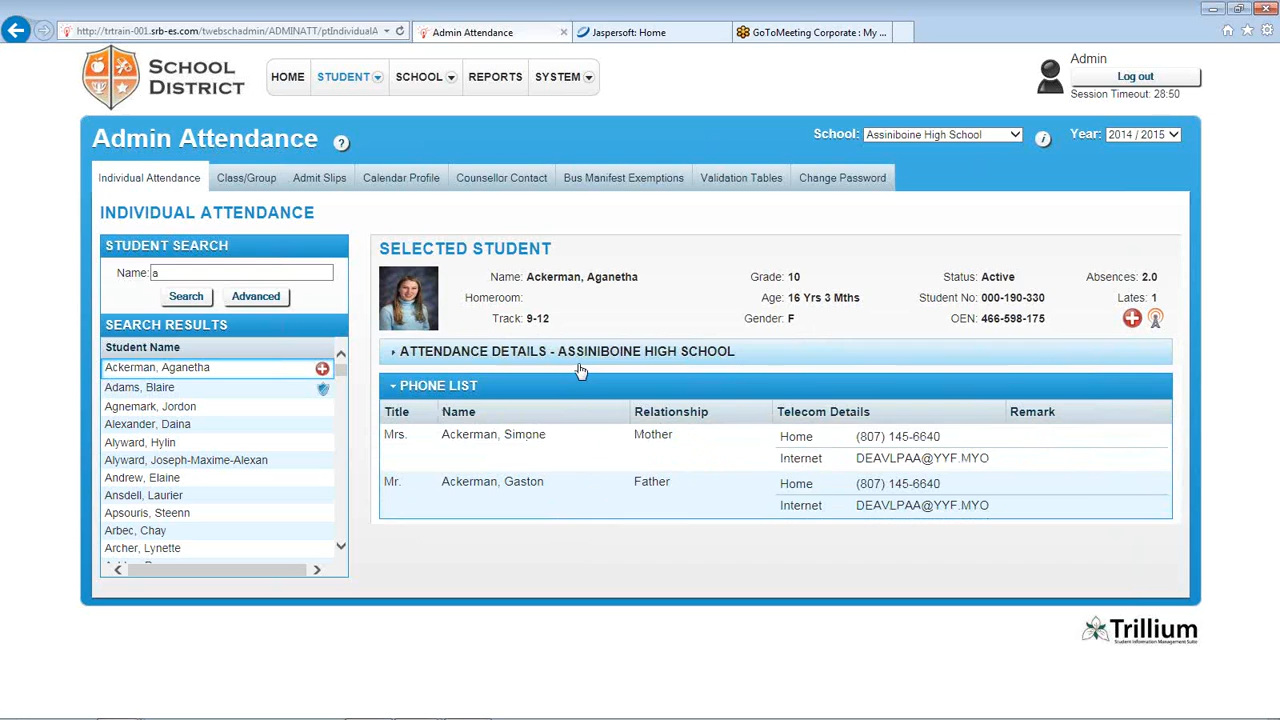 http://trtrain-001.srb-es.com/twebschadmin/ADMINATT/ptIndividualA
Admin Attendance
Jaspersoft: Home
GoToMeeting Corporate : My ...
SCHOOL DISTRICT
HOME
STUDENT
SCHOOL
REPORTS
SYSTEM
Admin
Log out
Session Timeout: 28:50
Admin Attendance ?
School: Assiniboine High School
i
Year: 2014 / 2015
Individual Attendance
Class/Group
Admit Slips
Calendar Profile
Counsellor Contact
Bus Manifest Exemptions
Validation Tables
Change Password
INDIVIDUAL ATTENDANCE
STUDENT SEARCH
Name: a
Search
Advanced
SEARCH RESULTS
Student Name
Ackerman, Aganetha
Adams, Blaire
Agnemark, Jordon
Alexander, Daina
Alyward, Hylin
Alyward, Joseph-Maxime-Alexan
Andrew, Elaine
Ansdell, Laurier
Apsouris, Steenn
Arbec, Chay
Archer, Lynette
SELECTED STUDENT
Name: Ackerman, Aganetha
Grade: 10
Status: Active
Absences: 2.0
Homeroom:
Age: 16 Yrs 3 Mths
Student No: 000-190-330
Lates: 1
Track: 9-12
Gender: F
OEN: 466-598-175
ATTENDANCE DETAILS - ASSINIBOINE HIGH SCHOOL
PHONE LIST
Title Name Relationship Telecom Details Remark
Mrs. Ackerman, Simone Mother Home (807) 145-6640
Internet DEAVLPAA@YYF.MYO
Mr. Ackerman, Gaston Father Home (807) 145-6640
Internet DEAVLPAA@YYF.MYO
Trillium
Student Information Management Suite